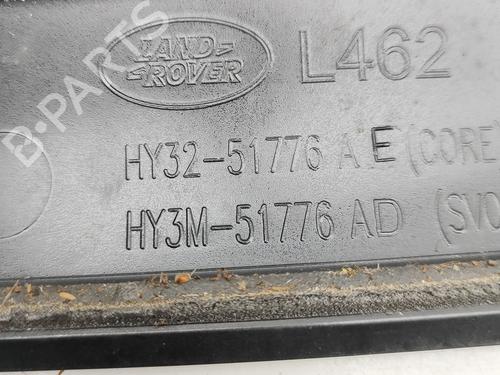 LAND ROVER L462
HY32-51776 A E (CORE
HY3M-51776 AD (SVO
B-PARTS